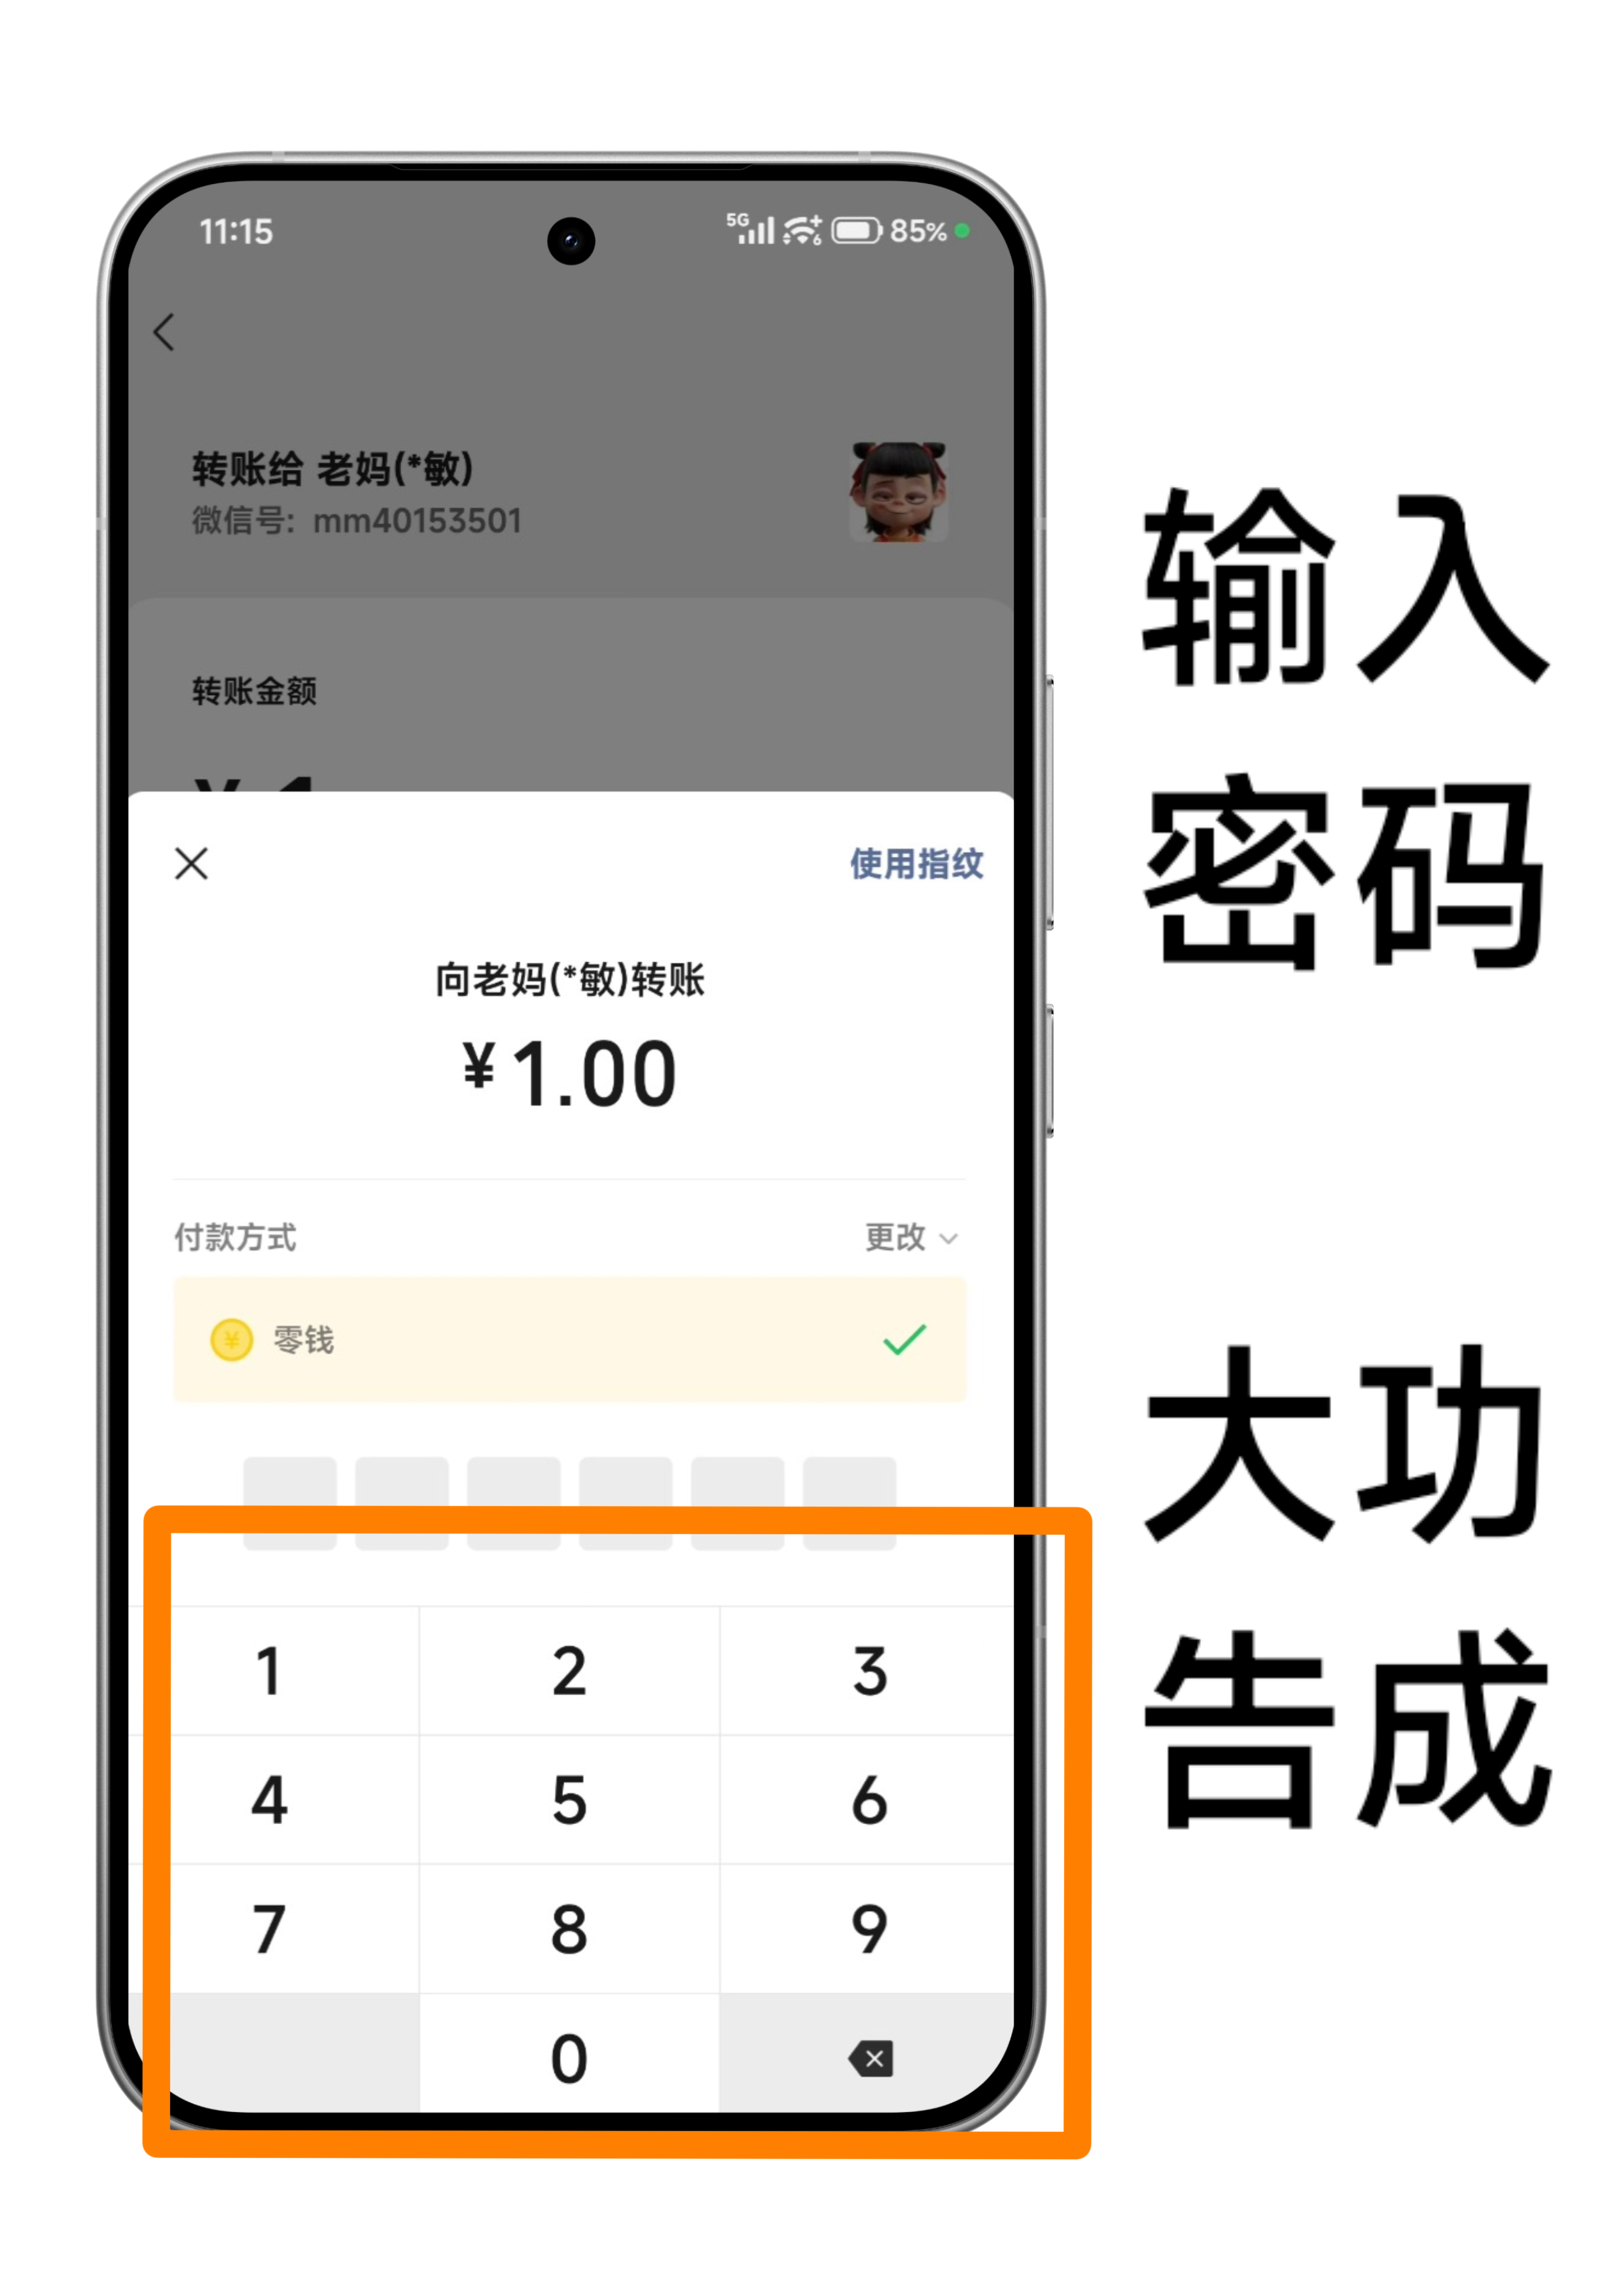 11:15 5G 6 85%
转账给 老妈(*敏)
微信号: mm40153501
转账金额
¥ 1
使用指纹
向老妈(*敏)转账
¥1.00
付款方式 更改
¥ 零钱
1 2 3
4 5 6
7 8 9
0
输入
密码
大功
告成